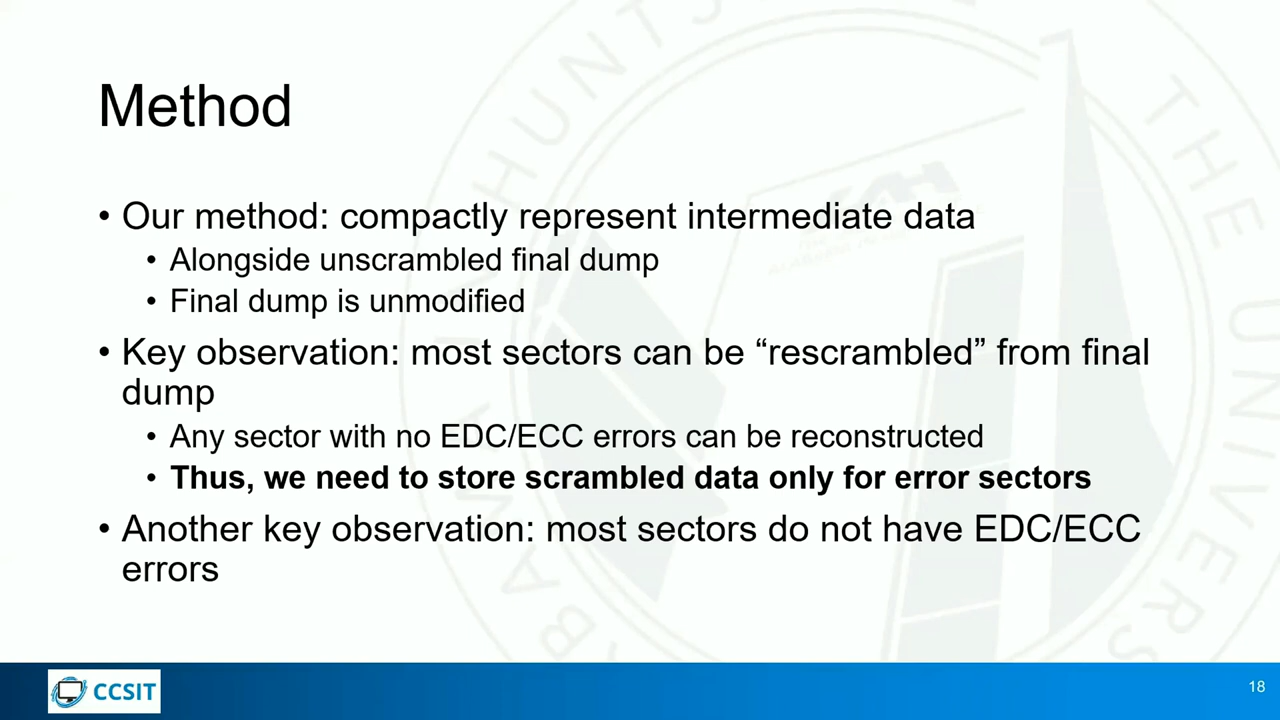 Method
• Our method: compactly represent intermediate data
• Alongside unscrambled final dump
• Final dump is unmodified
• Key observation: most sectors can be “rescrambled” from final
dump
• Any sector with no EDC/ECC errors can be reconstructed
• Thus, we need to store scrambled data only for error sectors
• Another key observation: most sectors do not have EDC/ECC
errors
CCSIT
18